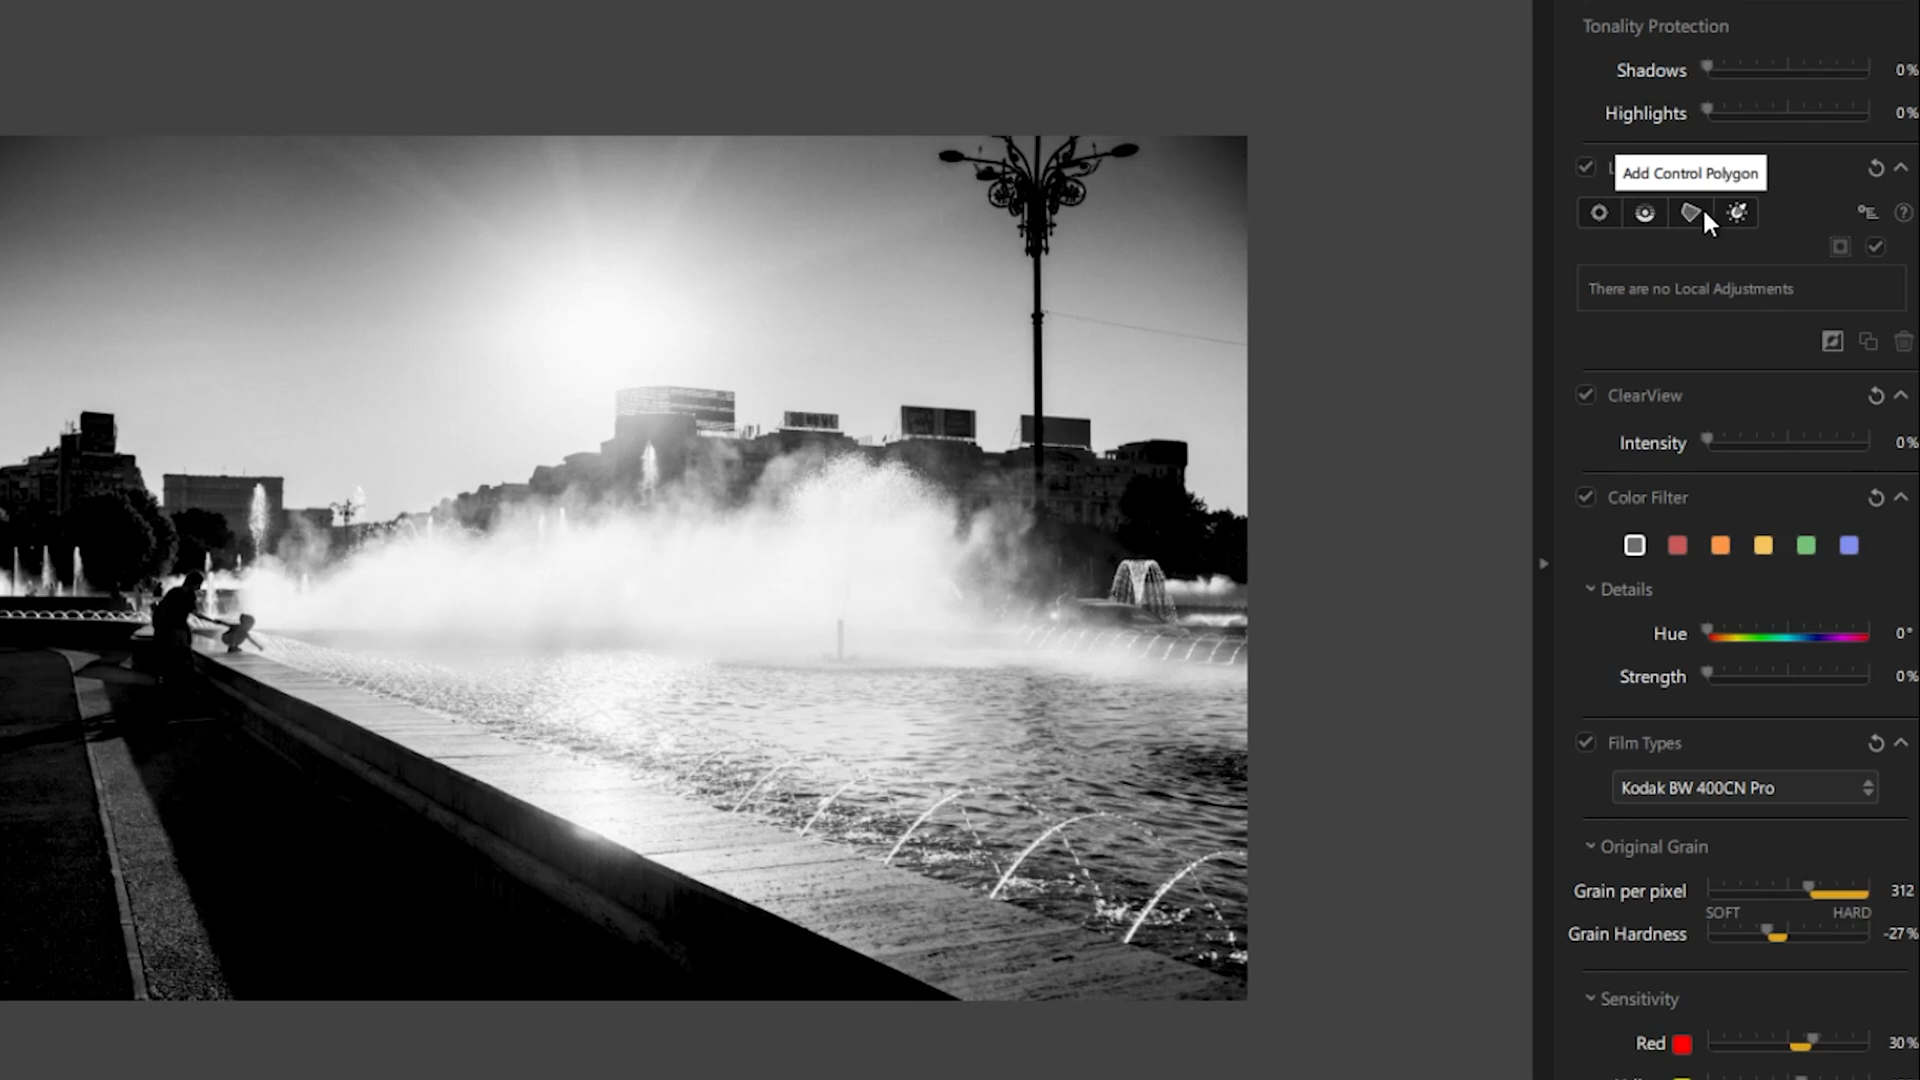 Tonality Protection
Shadows 0%
Highlights 0%
Add Control Polygon
There are no Local Adjustments
ClearView
Intensity 0%
Color Filter
Details
Hue 0°
Strength 0%
Film Types
Kodak BW 400CN Pro
Original Grain
Grain per pixel 312
SOFT HARD
Grain Hardness -27%
Sensitivity
Red 30%